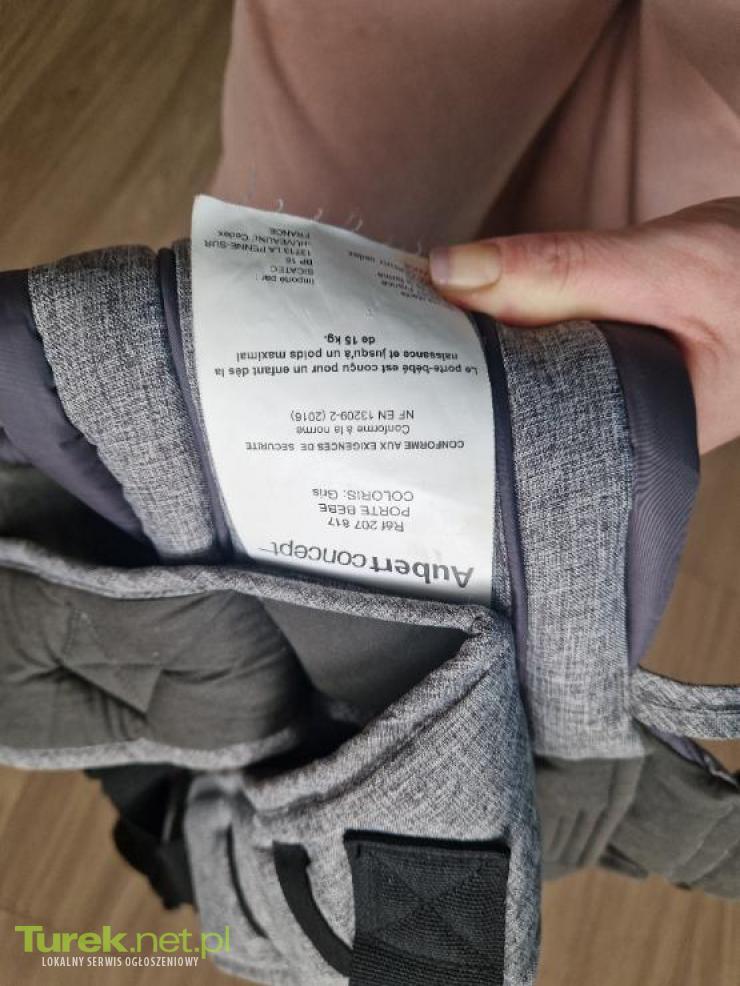 Aubert concept
Réf 207 817
PORTE BEBE
COLORIS: Gris
CONFORME AUX EXIGENCES DE SECURITE
Conforme à la norme
NF EN 13209-2 (2016)
Le porte-bébé est conçu pour un enfant dès la
naissance et jusqu'à un poids maximal
de 15 kg.
Importé par :
SICATEC
BP 16
13713 LA PENNE-SUR
-HUVEAUNE Cedex
FRANCE
France
Turek.net.pl
LOKALNY SERWIS OGŁOSZENIOWY